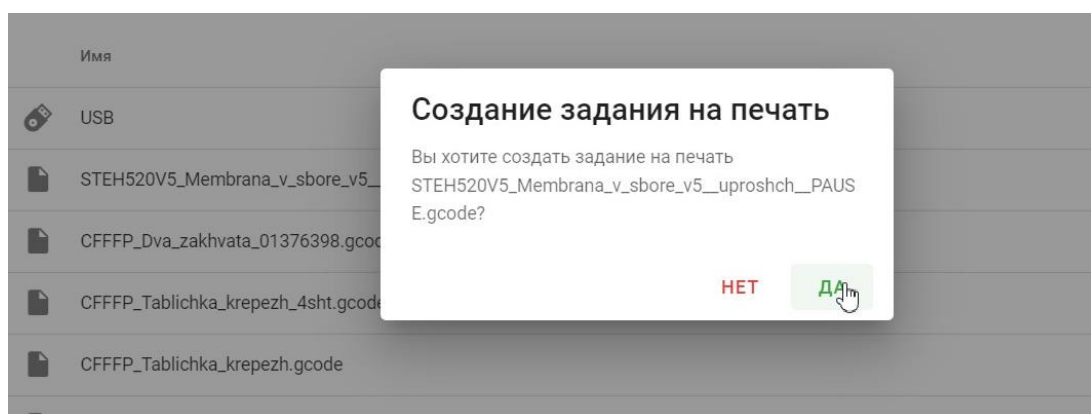 Имя
USB
STEH520V5_Membrana_v_sbore_v5_
CFFFP_Dva_zakhvata_01376398.gcod
CFFFP_Tablichka_krepezh_4sht.gcode
CFFFP_Tablichka_krepezh.gcode
Создание задания на печать
Вы хотите создать задание на печать
STEH520V5_Membrana_v_sbore_v5__uproshch__PAUS
E.gcode?
НЕТ
ДА